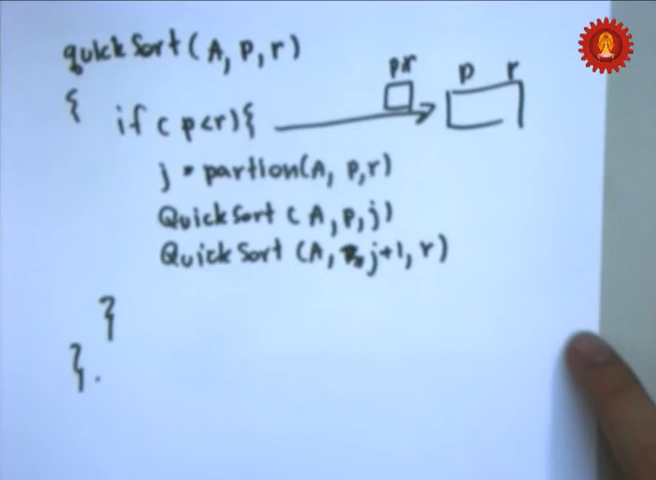 quickSort(A, P, r)
pr
p r
{ if ( p<r) {
j = partion(A, p,r)
QuickSort (A,p,j)
QuickSort (A, j+1, r)
}
}.